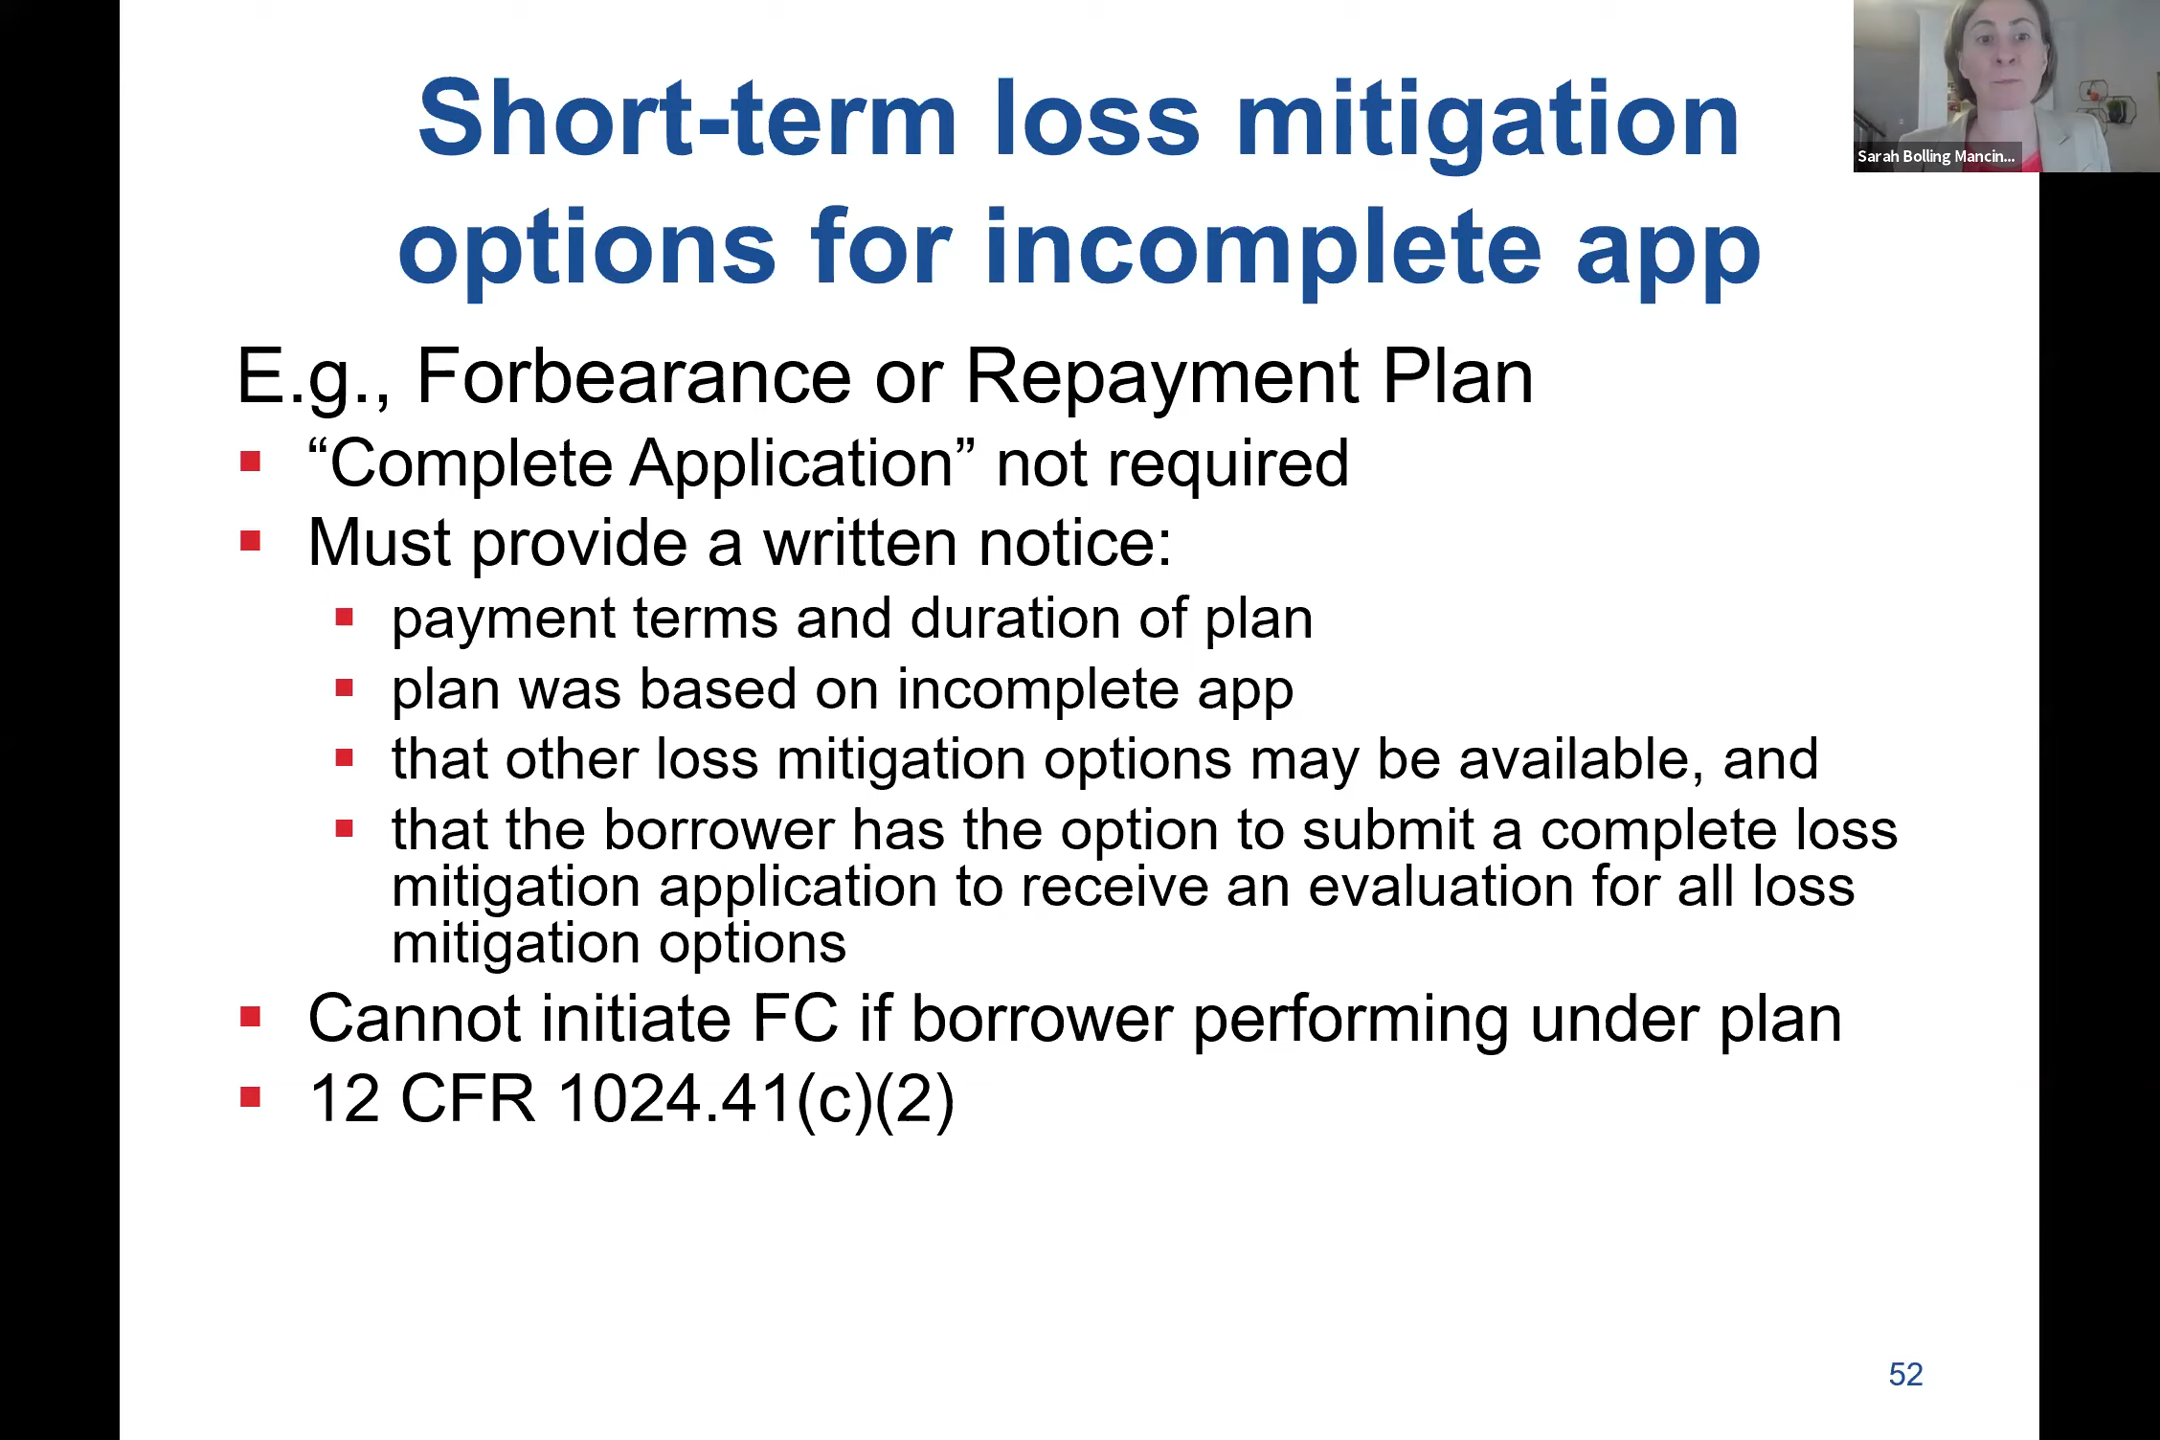 Short-term loss mitigation
options for incomplete app
Sarah Bolling Mancin...
E.g., Forbearance or Repayment Plan
▪ “Complete Application” not required
▪ Must provide a written notice:
▪ payment terms and duration of plan
▪ plan was based on incomplete app
▪ that other loss mitigation options may be available, and
▪ that the borrower has the option to submit a complete loss
mitigation application to receive an evaluation for all loss
mitigation options
▪ Cannot initiate FC if borrower performing under plan
▪ 12 CFR 1024.41(c)(2)
52